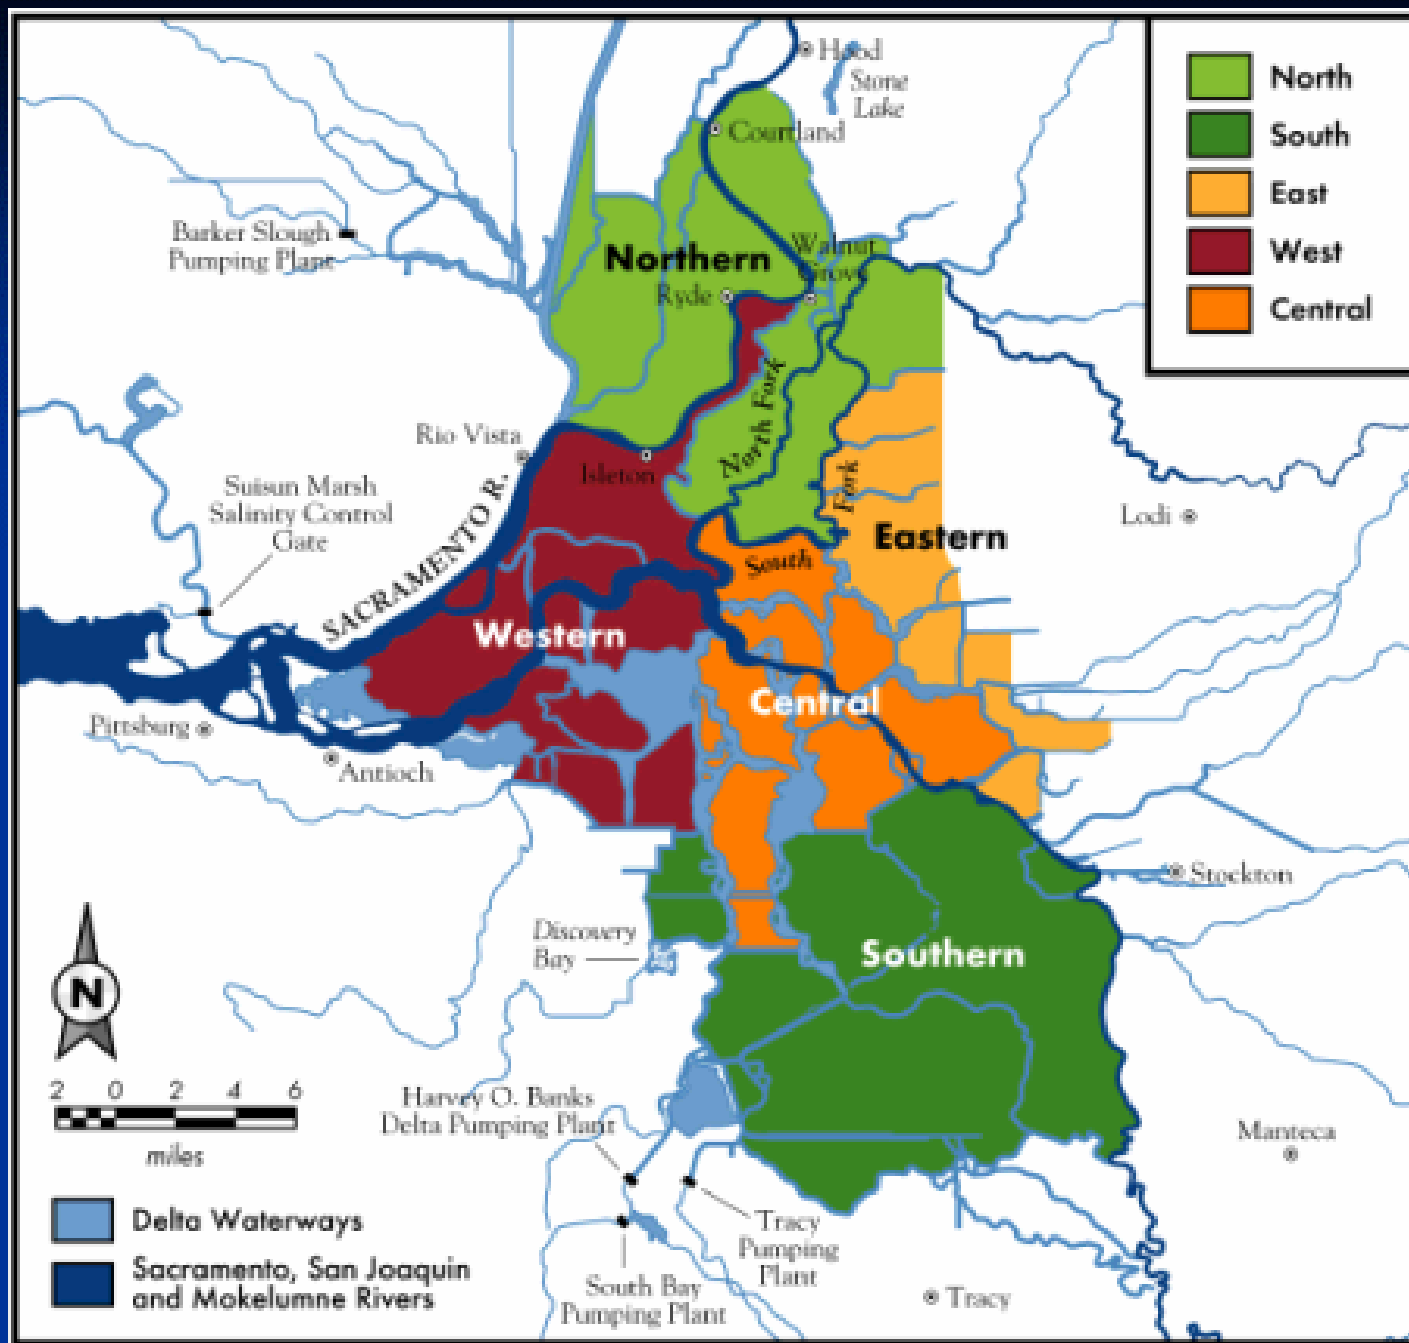 Hood
Stone
Lake
Courtland
North
South
East
West
Central
Barker Slough
Pumping Plant
Northern
Walnut
Grove
Ryde
North Fork
Rio Vista
Isleton
Suisun Marsh
Salinity Control
Gate
SACRAMENTO R.
Fork
South
Eastern
Lodi
Western
Central
Pittsburg
Antioch
Stockton
Discovery
Bay
Southern
N
2 0 2 4 6
miles
Harvey O. Banks
Delta Pumping Plant
Manteca
Tracy
Pumping
Plant
South Bay
Pumping Plant
Tracy
Delta Waterways
Sacramento, San Joaquin
and Mokelumne Rivers